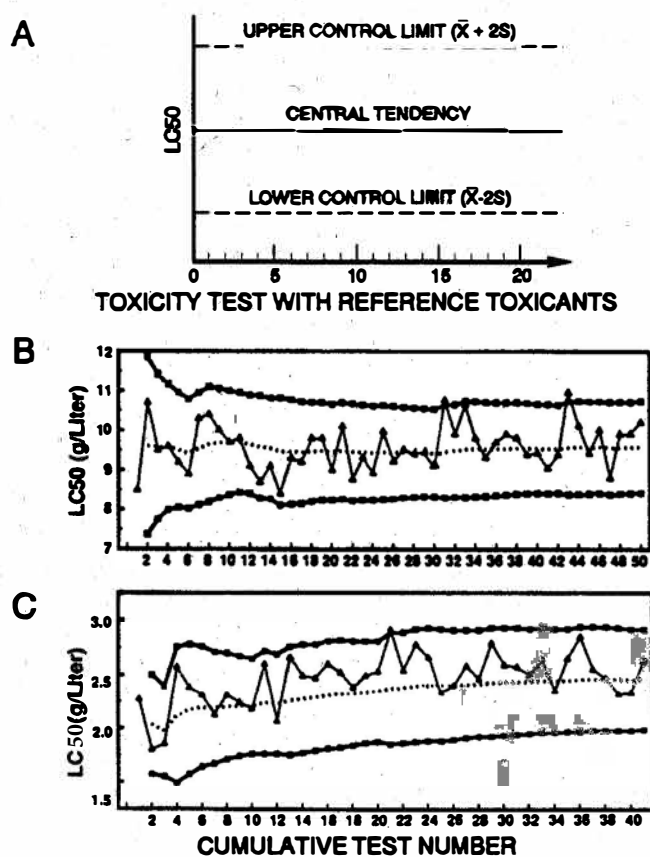 A
UPPER CONTROL LIMIT (X̄ + 2S)
CENTRAL TENDENCY
LC50
LOWER CONTROL LIMIT (X̄-2S)
0 5 10 15 20
TOXICITY TEST WITH REFERENCE TOXICANTS
B
12
11
10
9
8
7
LC50 (g/Liter)
2 4 6 8 10 12 14 16 18 20 22 24 26 28 30 32 34 36 38 40 42 44 46 48 50
C
3.0
2.5
2.0
1.5
LC50(g/Liter)
2 4 6 8 10 12 14 16 18 20 22 24 26 28 30 32 34 36 38 40
CUMULATIVE TEST NUMBER